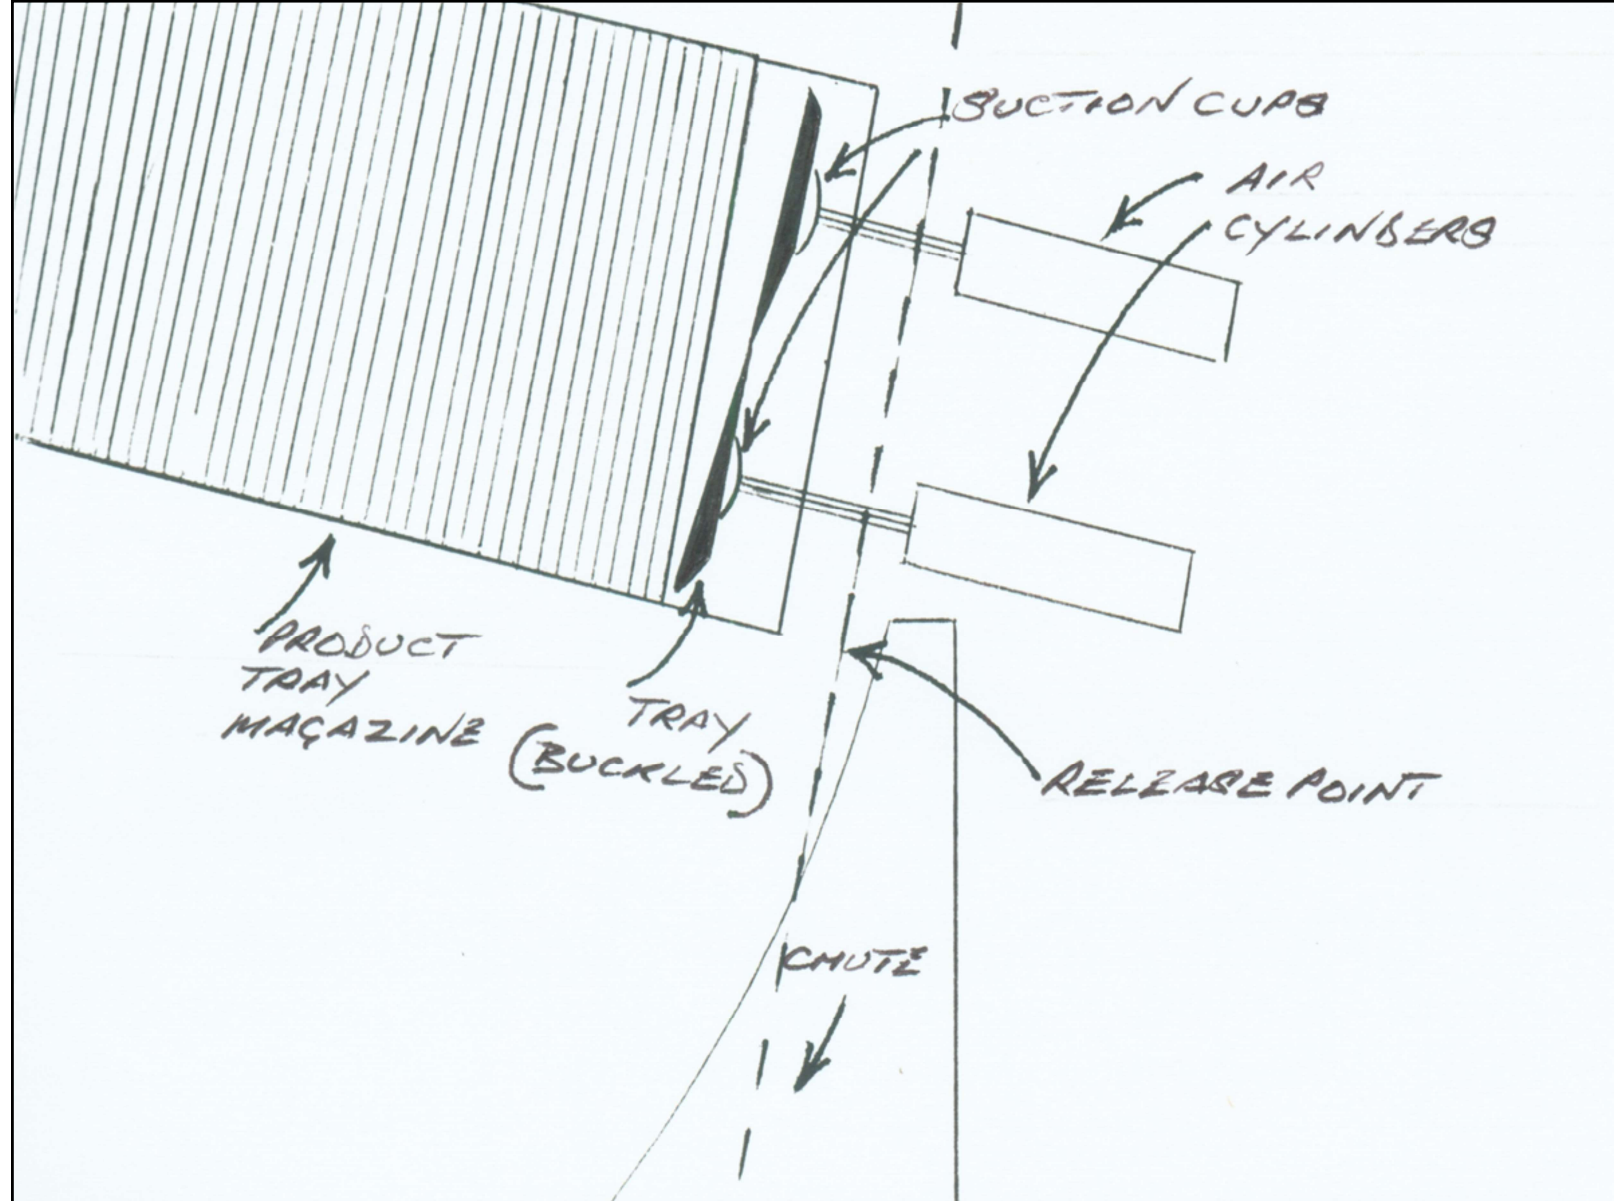 SUCTION CUPS
AIR
CYLINDERS
PRODUCT
TRAY
MAGAZINE
TRAY
(BUCKLED)
RELEASE POINT
CHUTE